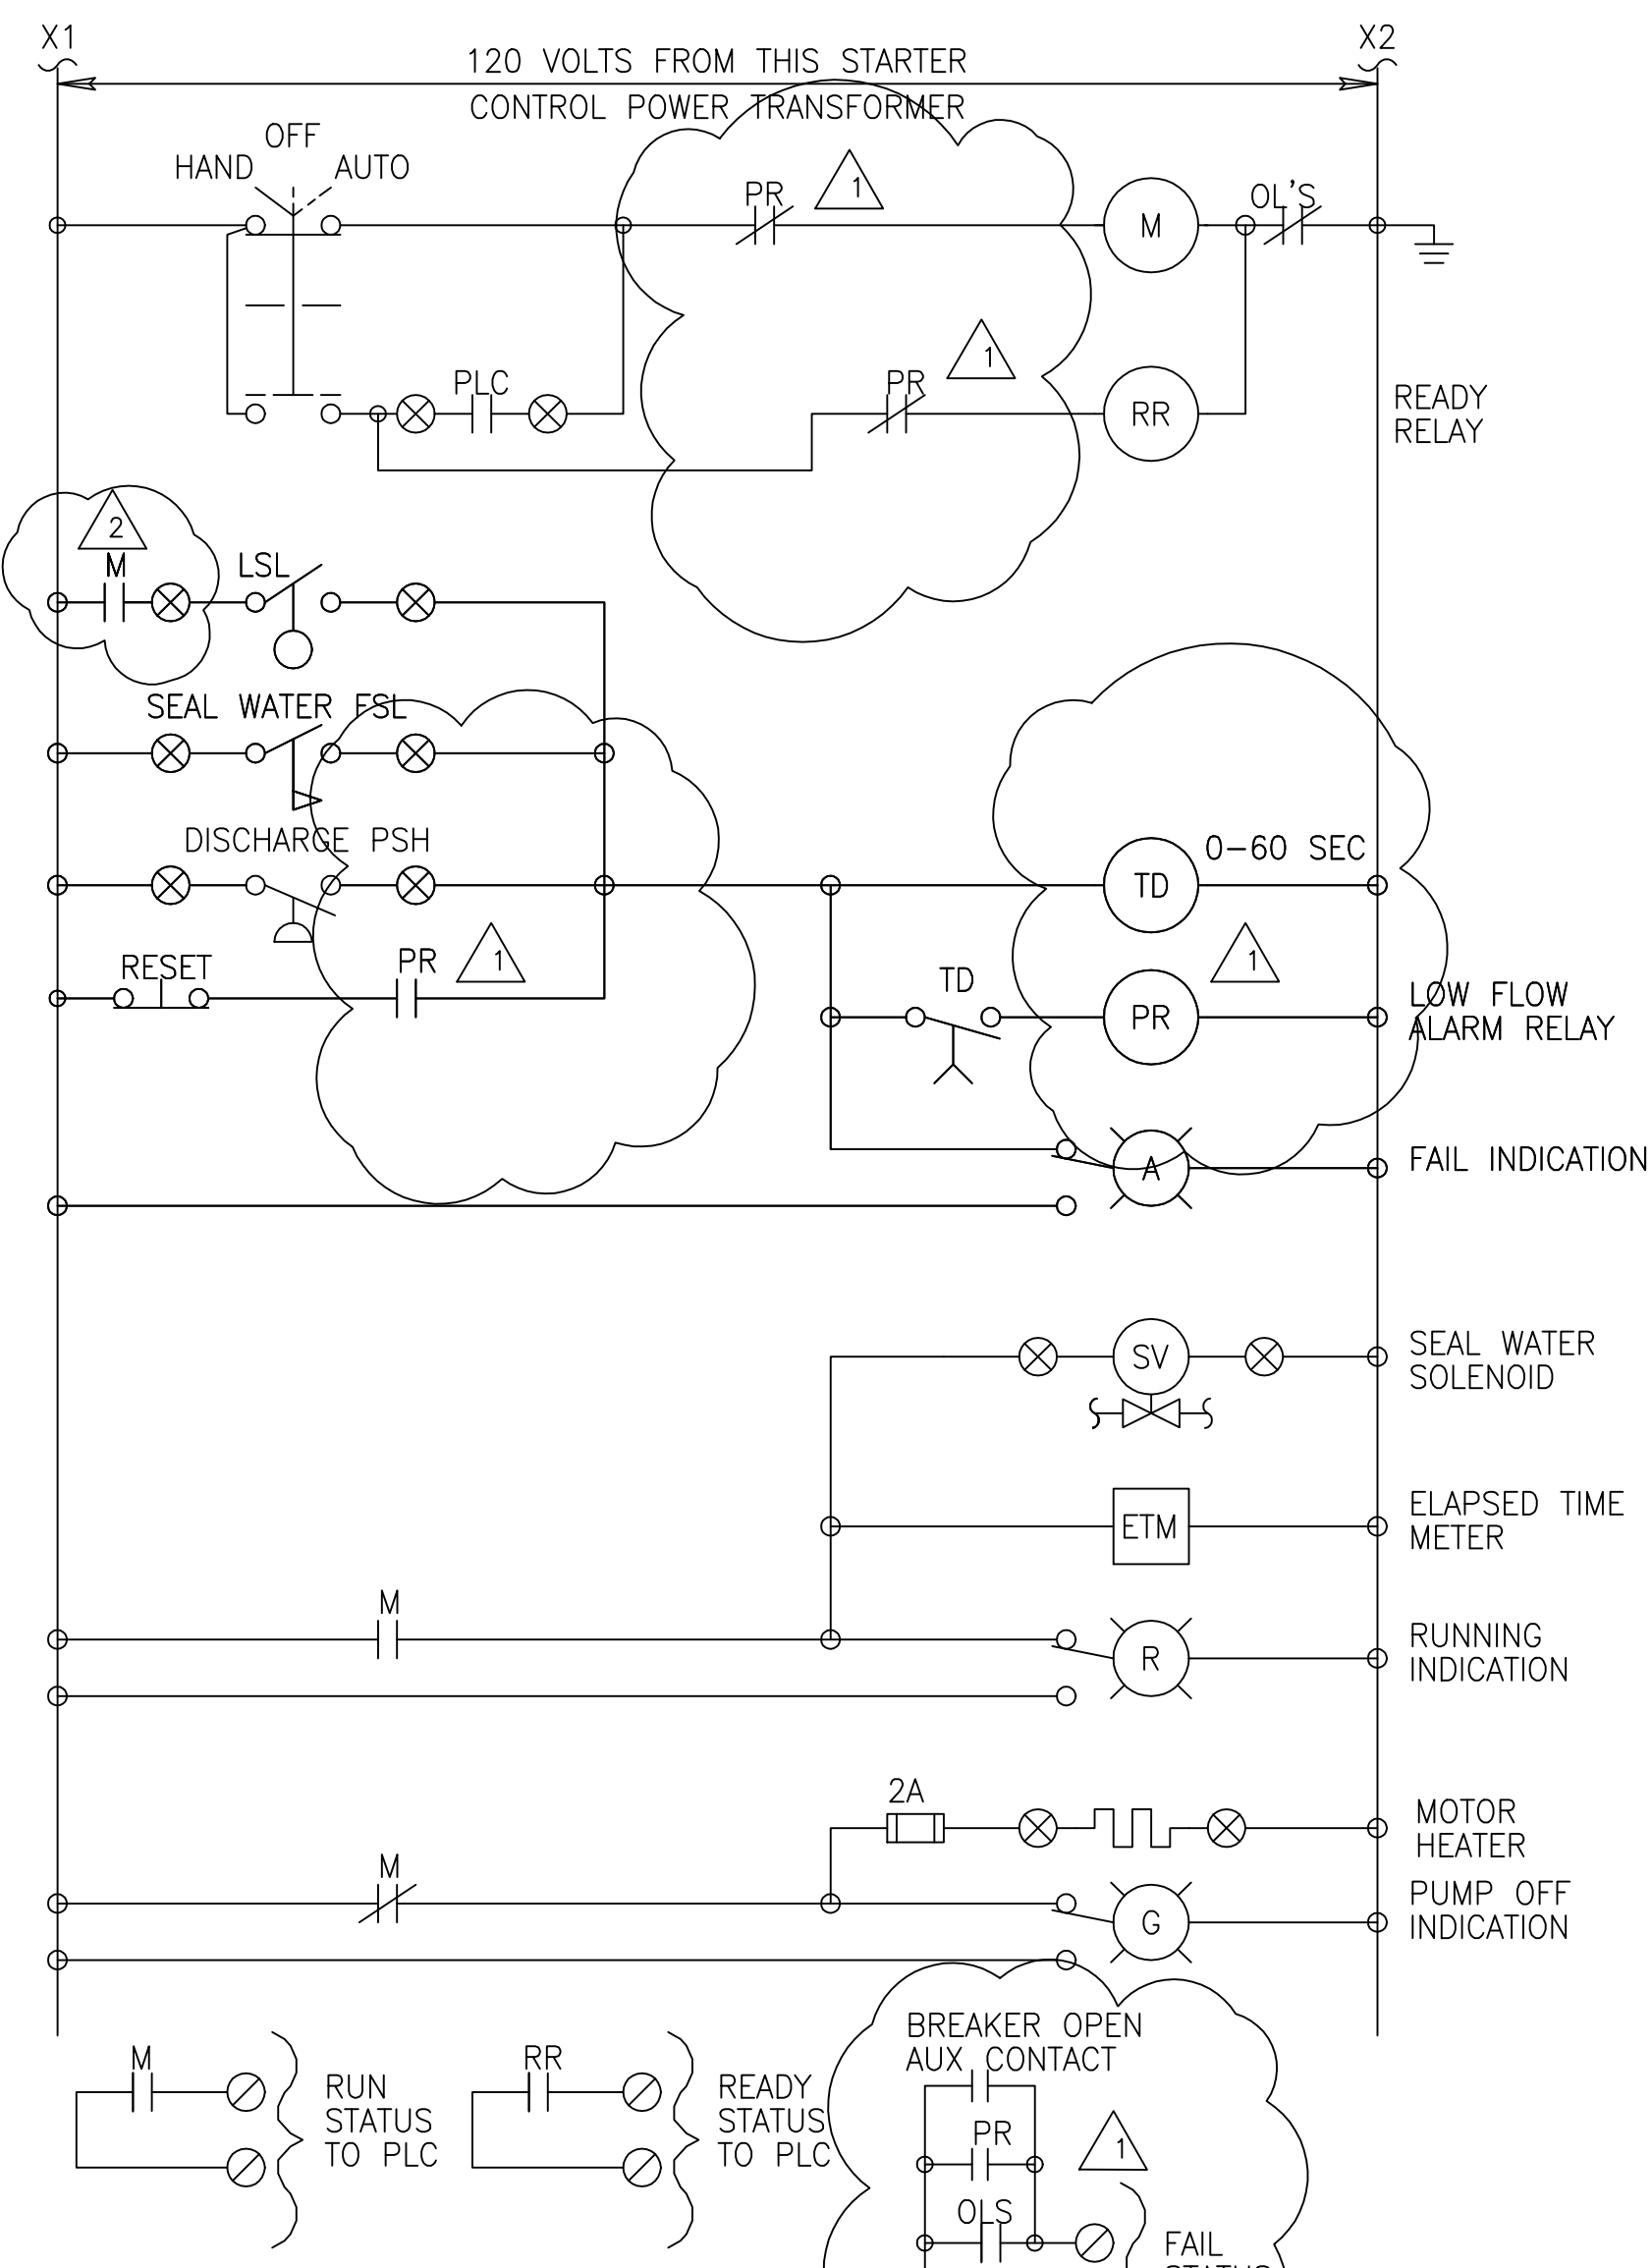 X1
X2
120 VOLTS FROM THIS STARTER
CONTROL POWER TRANSFORMER
OFF
HAND
AUTO
PR
1
M
OL'S
PLC
PR
1
RR
READY
RELAY
2
M
LSL
SEAL WATER FSL
DISCHARGE PSH
TD
0-60 SEC
RESET
PR
1
TD
PR
1
LOW FLOW
ALARM RELAY
A
FAIL INDICATION
SV
SEAL WATER
SOLENOID
ETM
ELAPSED TIME
METER
M
R
RUNNING
INDICATION
2A
MOTOR
HEATER
M
G
PUMP OFF
INDICATION
M
RUN
STATUS
TO PLC
RR
READY
STATUS
TO PLC
BREAKER OPEN
AUX CONTACT
PR
1
OLS
FAIL